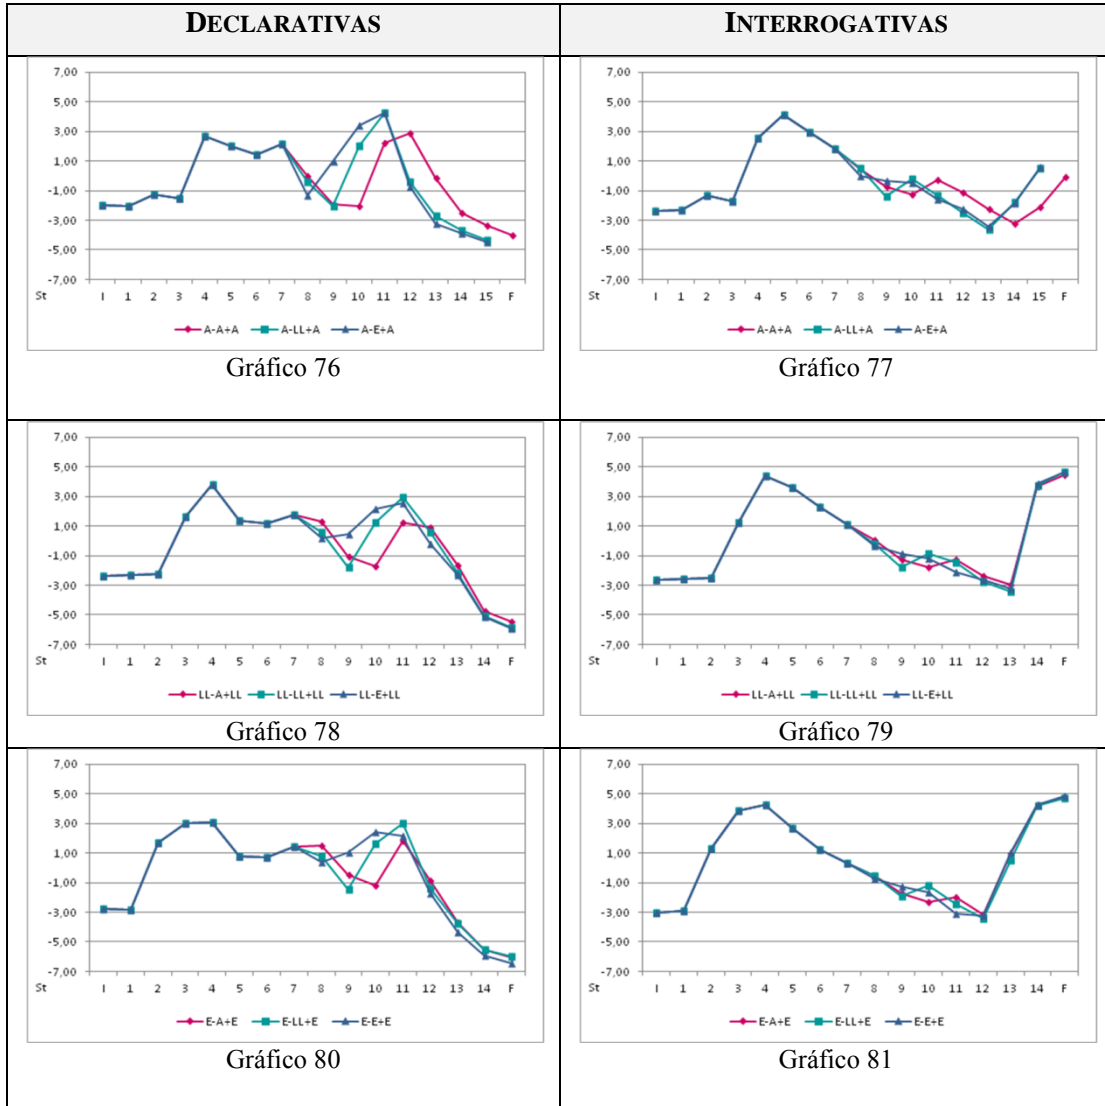 DECLARATIVAS
INTERROGATIVAS
7,00
5,00
3,00
1,00
-1,00
-3,00
-5,00
-7,00
St I 1 2 3 4 5 6 7 8 9 10 11 12 13 14 15 F
A-A+A A-LL+A A-E+A
Gráfico 76
7,00
5,00
3,00
1,00
-1,00
-3,00
-5,00
-7,00
St I 1 2 3 4 5 6 7 8 9 10 11 12 13 14 15 F
A-A+A A-LL+A A-E+A
Gráfico 77
7,00
5,00
3,00
1,00
-1,00
-3,00
-5,00
-7,00
St I 1 2 3 4 5 6 7 8 9 10 11 12 13 14 F
LL-A+LL LL-LL+LL LL-E+LL
Gráfico 78
7,00
5,00
3,00
1,00
-1,00
-3,00
-5,00
-7,00
St I 1 2 3 4 5 6 7 8 9 10 11 12 13 14 F
LL-A+LL LL-LL+LL LL-E+LL
Gráfico 79
7,00
5,00
3,00
1,00
-1,00
-3,00
-5,00
-7,00
St I 1 2 3 4 5 6 7 8 9 10 11 12 13 14 F
E-A+E E-LL+E E-E+E
Gráfico 80
7,00
5,00
3,00
1,00
-1,00
-3,00
-5,00
-7,00
St I 1 2 3 4 5 6 7 8 9 10 11 12 13 14 F
E-A+E E-LL+E E-E+E
Gráfico 81